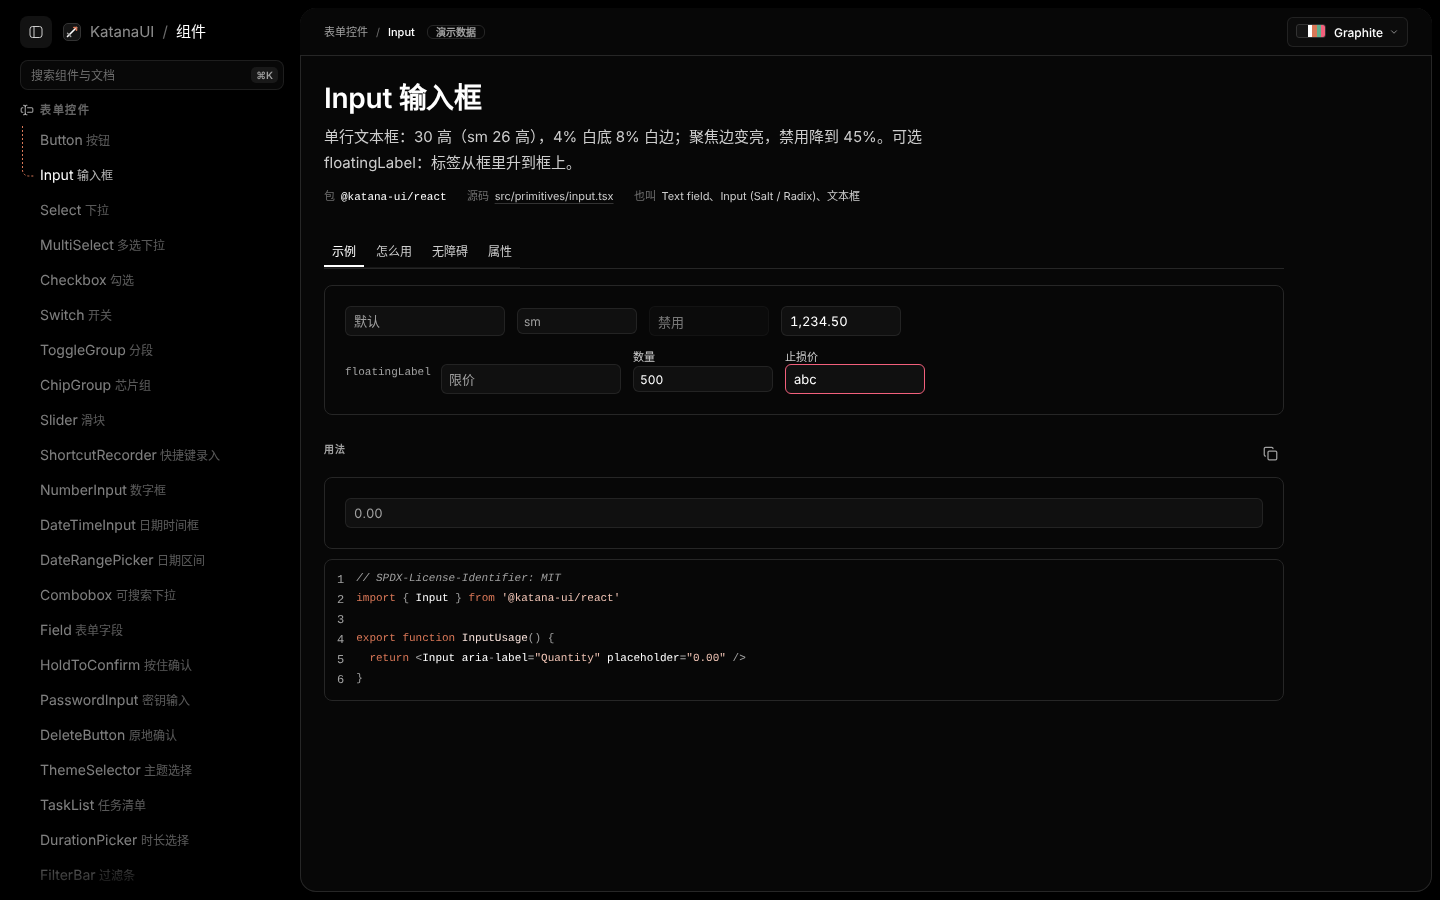 KatanaUI / 组件
搜索组件与文档 ⌘K
表单控件
Button 按钮
Input 输入框
Select 下拉
MultiSelect 多选下拉
Checkbox 勾选
Switch 开关
ToggleGroup 分段
ChipGroup 芯片组
Slider 滑块
ShortcutRecorder 快捷键录入
NumberInput 数字框
DateTimeInput 日期时间框
DateRangePicker 日期区间
Combobox 可搜索下拉
Field 表单字段
HoldToConfirm 按住确认
PasswordInput 密钥输入
DeleteButton 原地确认
ThemeSelector 主题选择
TaskList 任务清单
DurationPicker 时长选择
FilterBar 过滤条
表单控件 / Input 演示数据
Graphite
Input 输入框
单行文本框：30 高（sm 26 高），4% 白底 8% 白边；聚焦边变亮，禁用降到 45%。可选
floatingLabel：标签从框里升到框上。
包 @katana-ui/react 源码 src/primitives/input.tsx 也叫 Text field、Input (Salt / Radix)、文本框
示例 怎么用 无障碍 属性
默认 sm 禁用 1,234.50
数量 止损价
floatingLabel 限价 500 abc
用法
0.00
1 // SPDX-License-Identifier: MIT
2 import { Input } from '@katana-ui/react'
3
4 export function InputUsage() {
5 return <Input aria-label="Quantity" placeholder="0.00" />
6 }